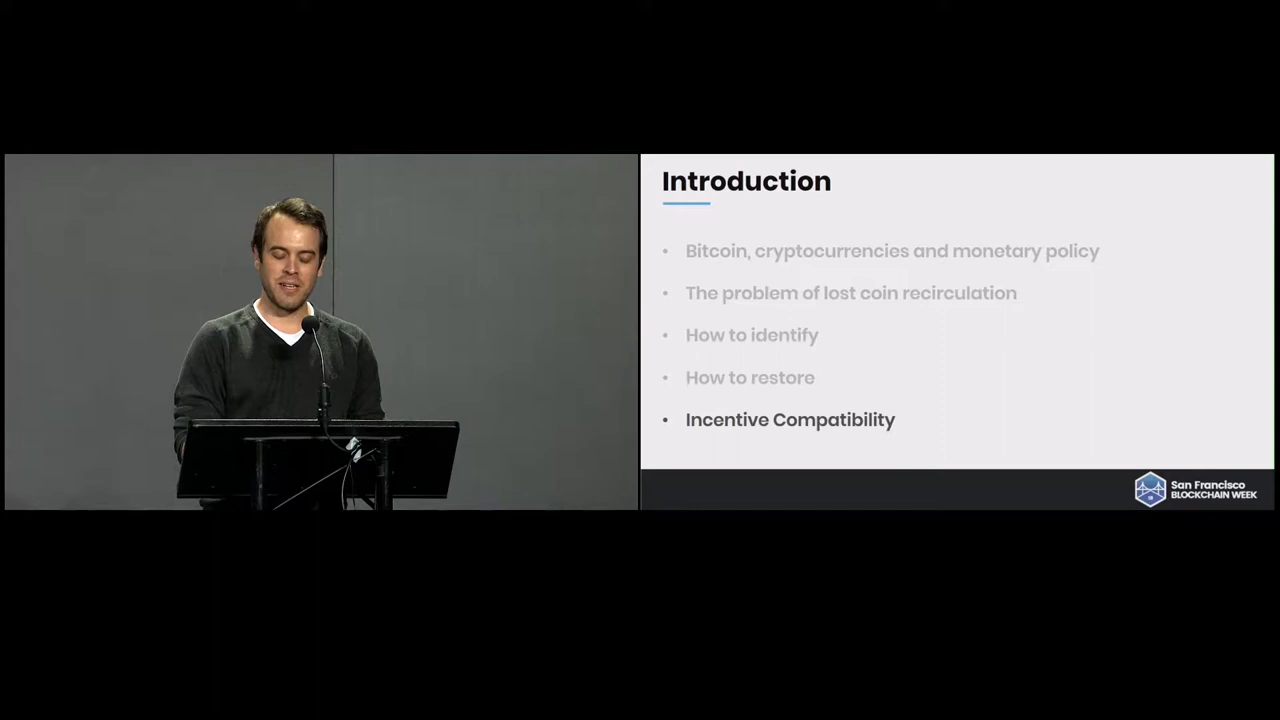 Introduction
• Bitcoin, cryptocurrencies and monetary policy
• The problem of lost coin recirculation
• How to identify
• How to restore
• Incentive Compatibility
San Francisco
BLOCKCHAIN WEEK